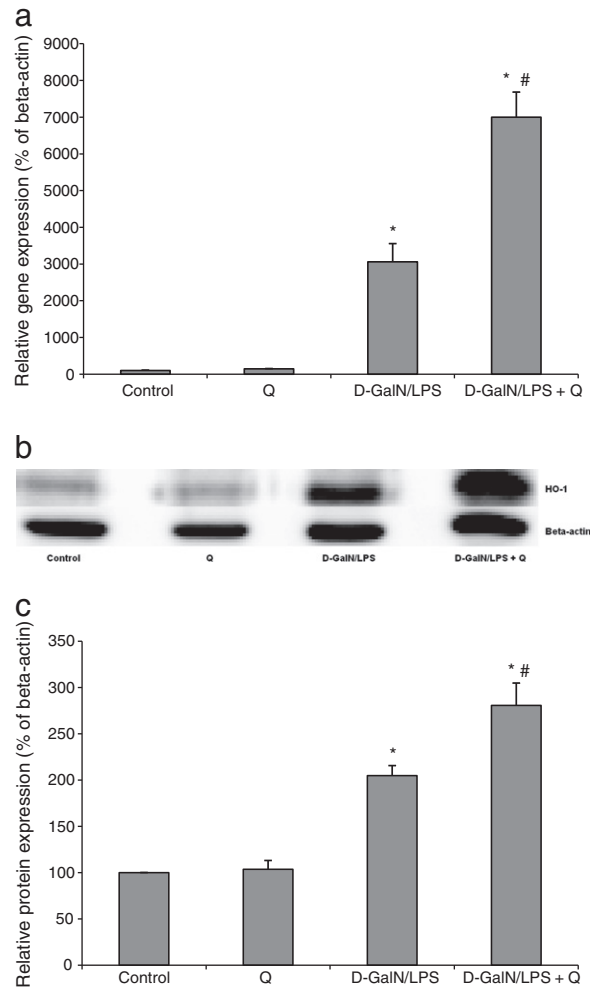 a
Relative gene expression (% of beta-actin)
9000
8000
7000
6000
5000
4000
3000
2000
1000
0
*
* #
Control Q D-GalN/LPS D-GalN/LPS + Q
b
HO-1
Beta-actin
Control Q D-GalN/LPS D-GalN/LPS + Q
c
Relative protein expression (% of beta-actin)
350
300
250
200
150
100
50
0
*
* #
Control Q D-GalN/LPS D-GalN/LPS + Q